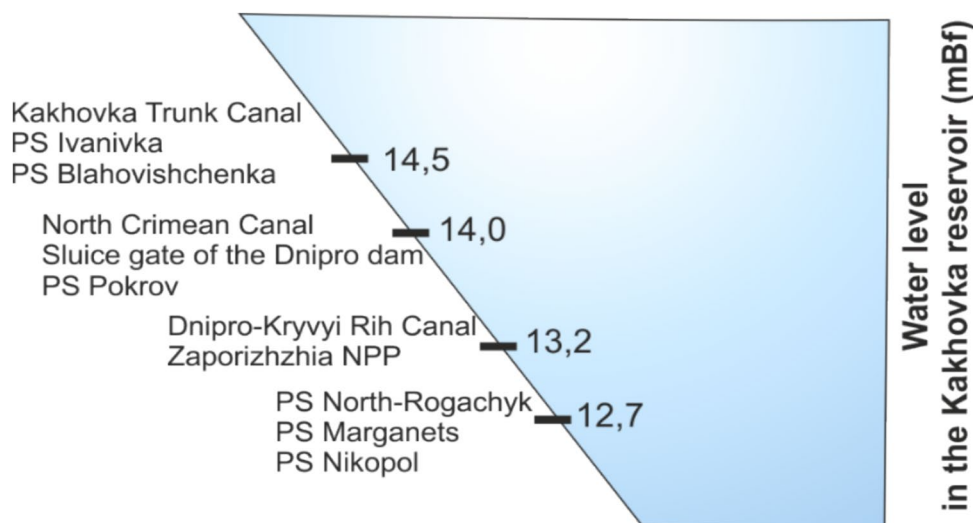 Kakhovka Trunk Canal
PS Ivanivka
PS Blahovishchenka
14,5
North Crimean Canal
Sluice gate of the Dnipro dam
PS Pokrov
14,0
Dnipro-Kryvyi Rih Canal
Zaporizhzhia NPP
13,2
PS North-Rogachyk
PS Marganets
PS Nikopol
12,7
Water level
in the Kakhovka reservoir (mBf)